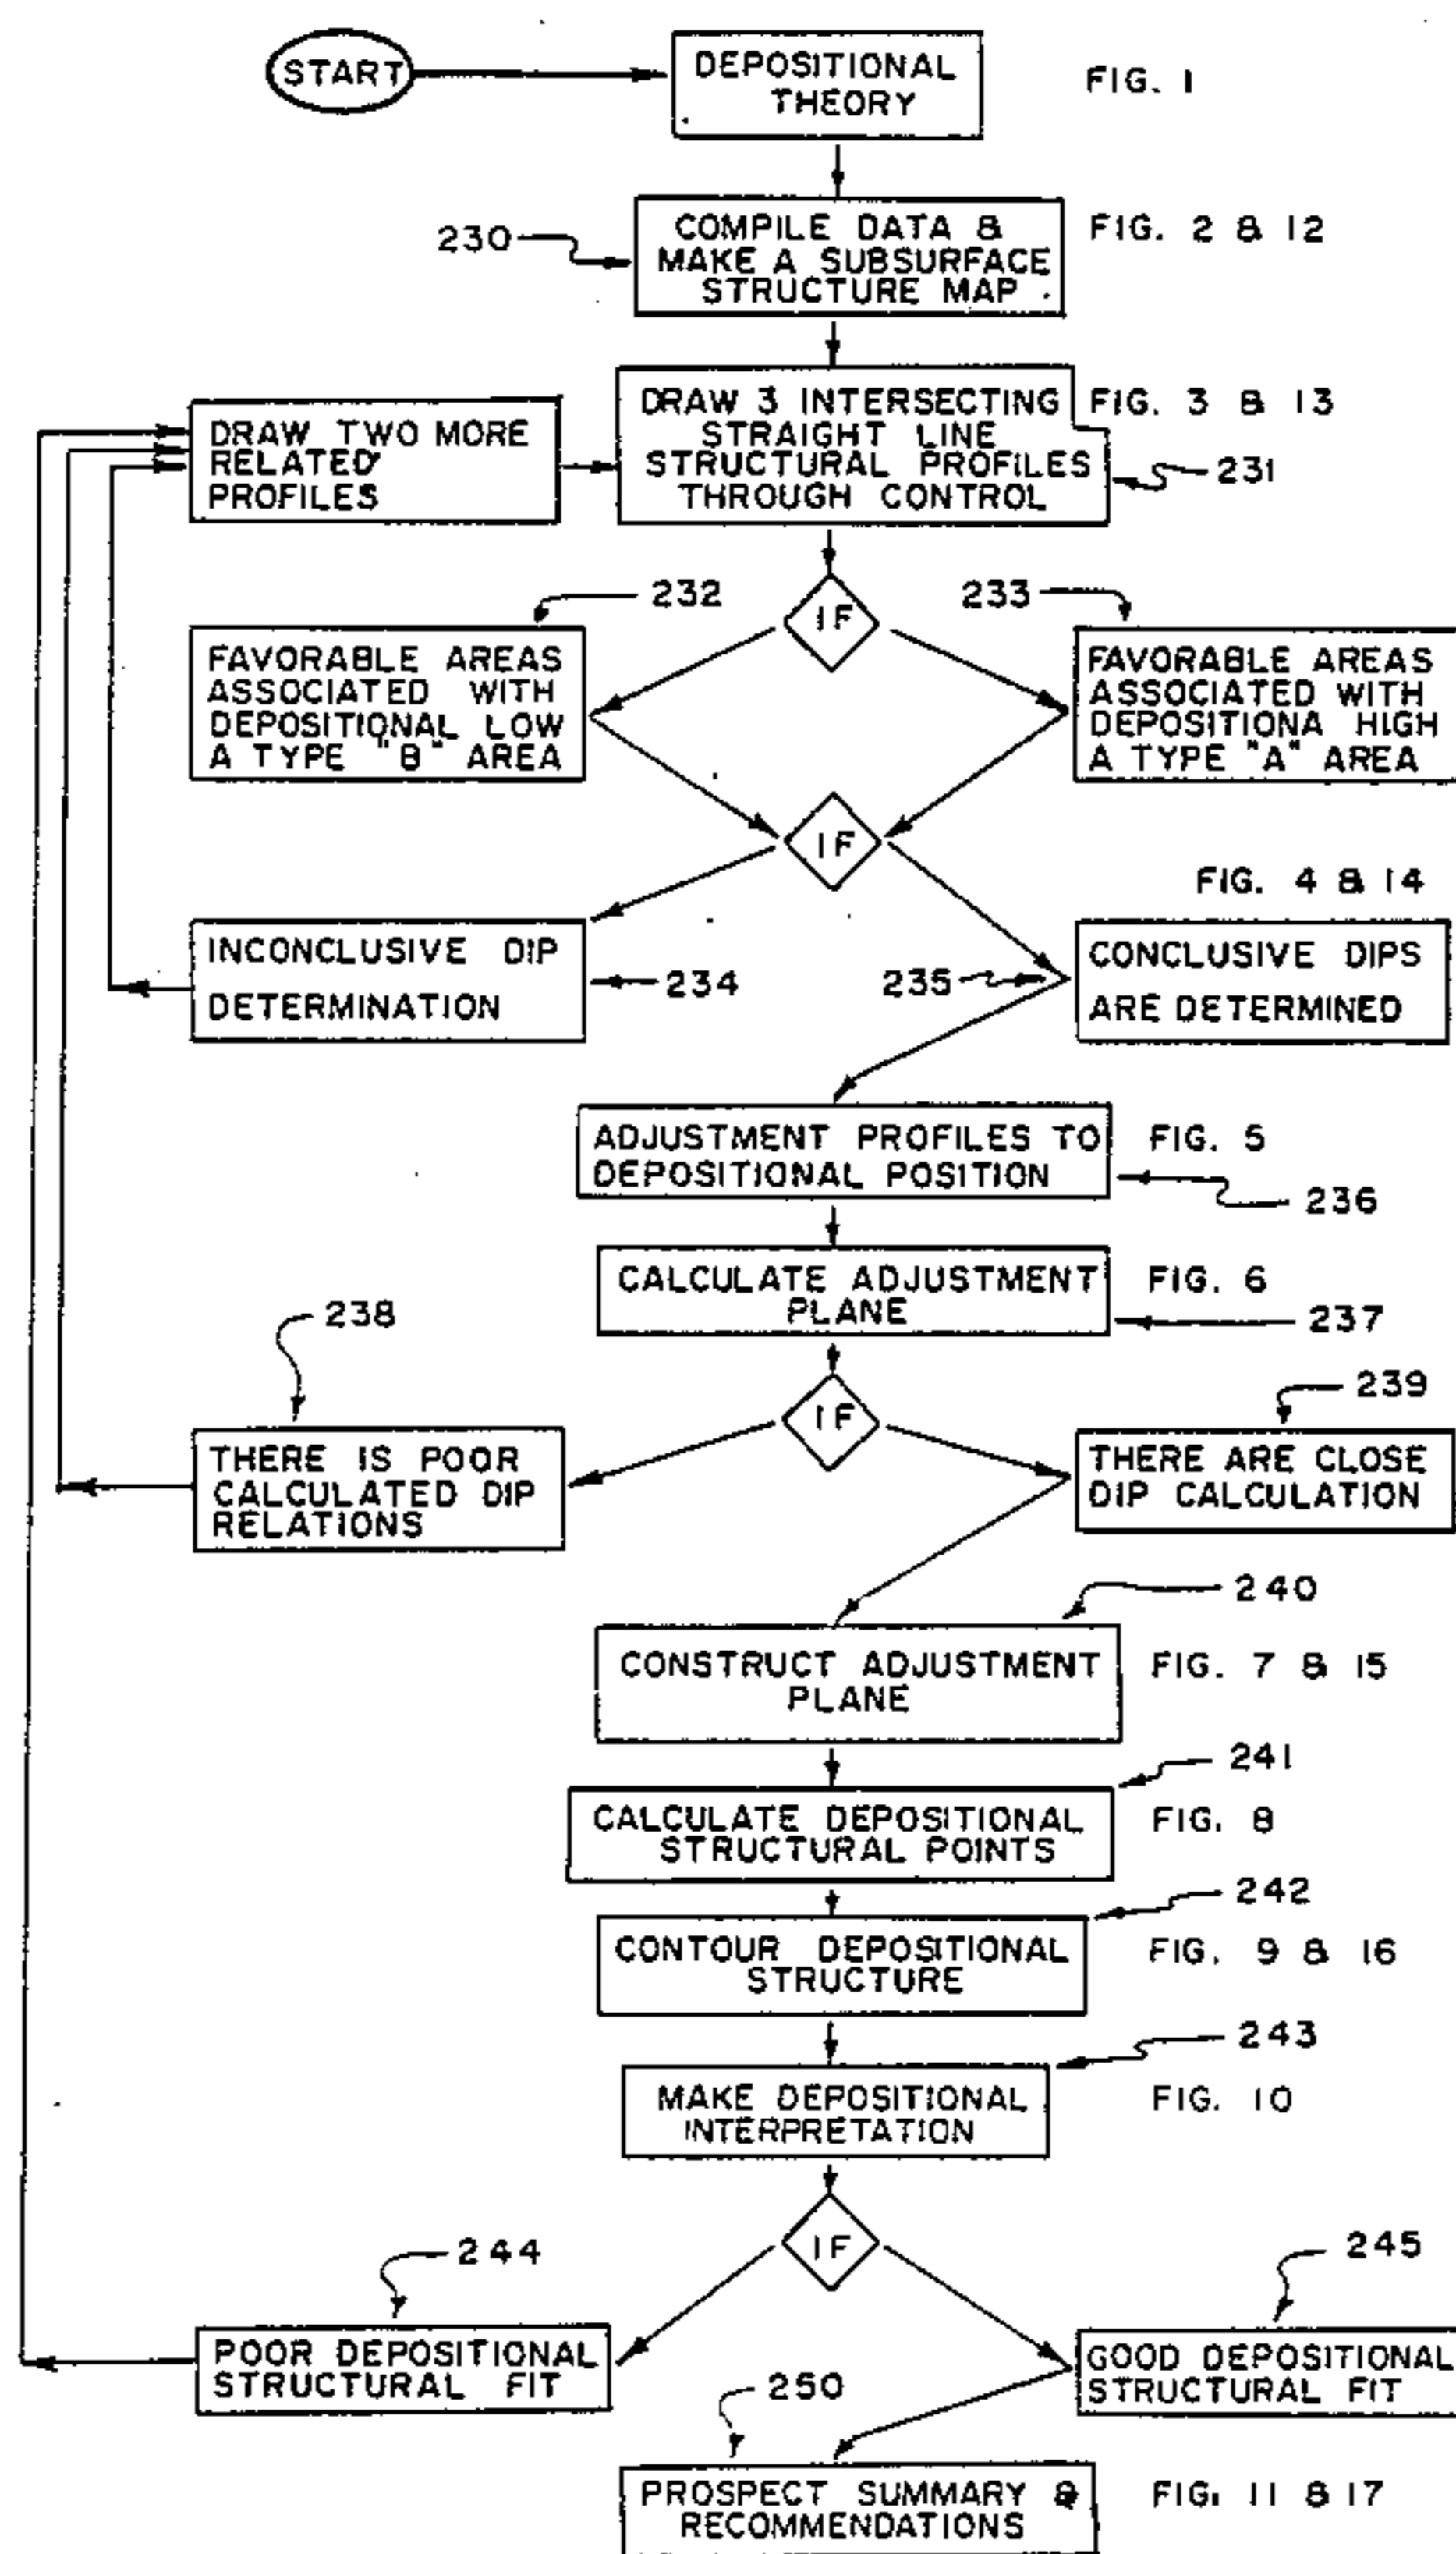 START
DEPOSITIONAL
THEORY
FIG. 1
230
COMPILE DATA &
MAKE A SUBSURFACE
STRUCTURE MAP
FIG. 2 & 12
DRAW TWO MORE
RELATED
PROFILES
DRAW 3 INTERSECTING
STRAIGHT LINE
STRUCTURAL PROFILES
THROUGH CONTROL
FIG. 3 & 13
231
232
IF
233
FAVORABLE AREAS
ASSOCIATED WITH
DEPOSITIONAL LOW
A TYPE "B" AREA
FAVORABLE AREAS
ASSOCIATED WITH
DEPOSITIONA HIGH
A TYPE "A" AREA
IF
FIG. 4 & 14
INCONCLUSIVE DIP
DETERMINATION
234
235
CONCLUSIVE DIPS
ARE DETERMINED
ADJUSTMENT PROFILES TO
DEPOSITIONAL POSITION
FIG. 5
236
CALCULATE ADJUSTMENT
PLANE
FIG. 6
237
238
IF
239
THERE IS POOR
CALCULATED DIP
RELATIONS
THERE ARE CLOSE
DIP CALCULATION
240
CONSTRUCT ADJUSTMENT
PLANE
FIG. 7 & 15
241
CALCULATE DEPOSITIONAL
STRUCTURAL POINTS
FIG. 8
242
CONTOUR DEPOSITIONAL
STRUCTURE
FIG. 9 & 16
243
MAKE DEPOSITIONAL
INTERPRETATION
FIG. 10
IF
244
245
POOR DEPOSITIONAL
STRUCTURAL FIT
GOOD DEPOSITIONAL
STRUCTURAL FIT
250
PROSPECT SUMMARY &
RECOMMENDATIONS
FIG. 11 & 17